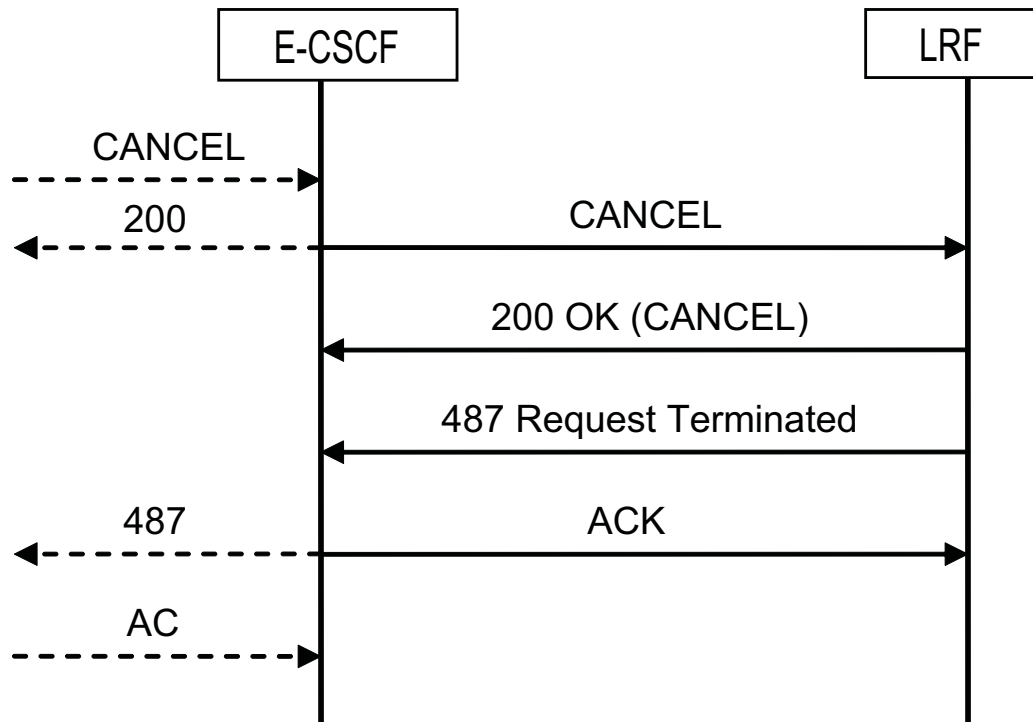 E-CSCF
LRF
CANCEL
200
CANCEL
200 OK (CANCEL)
487 Request Terminated
487
ACK
AC